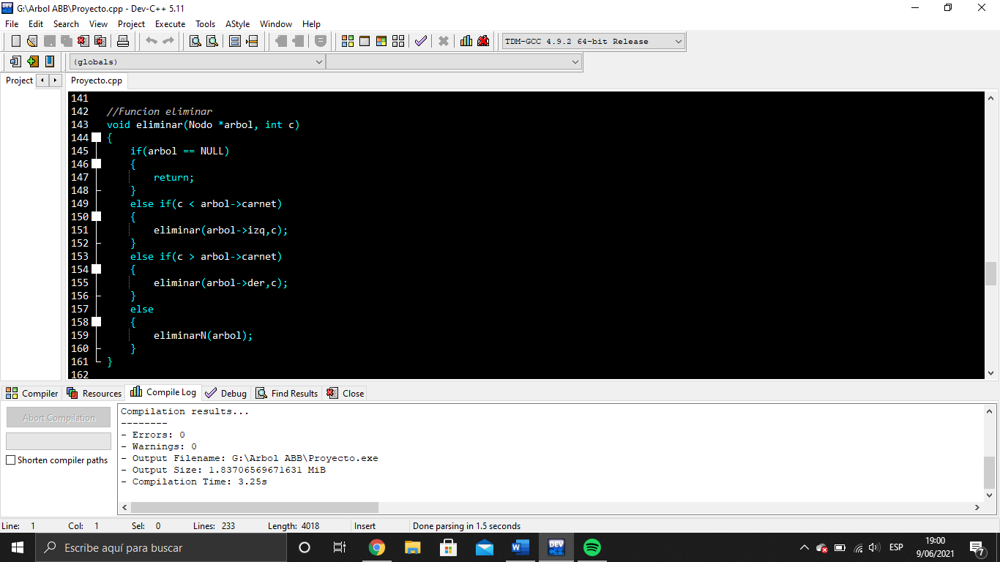 G:\Arbol ABB\Proyecto.cpp - Dev-C++ 5.11
File Edit Search View Project Execute Tools AStyle Window Help
TDM-GCC 4.9.2 64-bit Release
(globals)
Project
Proyecto.cpp
141
142 //Funcion eliminar
143 void eliminar(Nodo *arbol, int c)
144 {
145 if(arbol == NULL)
146 {
147 return;
148 }
149 else if(c < arbol->carnet)
150 {
151 eliminar(arbol->izq,c);
152 }
153 else if(c > arbol->carnet)
154 {
155 eliminar(arbol->der,c);
156 }
157 else
158 {
159 eliminarN(arbol);
160 }
161 }
162
Compiler Resources Compile Log Debug Find Results Close
Abort Compilation
Shorten compiler paths
Compilation results...
--------
- Errors: 0
- Warnings: 0
- Output Filename: G:\Arbol ABB\Proyecto.exe
- Output Size: 1.83706569671631 MiB
- Compilation Time: 3.25s
Line: 1 Col: 1 Sel: 0 Lines: 233 Length: 4018 Insert Done parsing in 1.5 seconds
Escribe aquí para buscar
W
DEV
ESP
19:00
9/06/2021
7